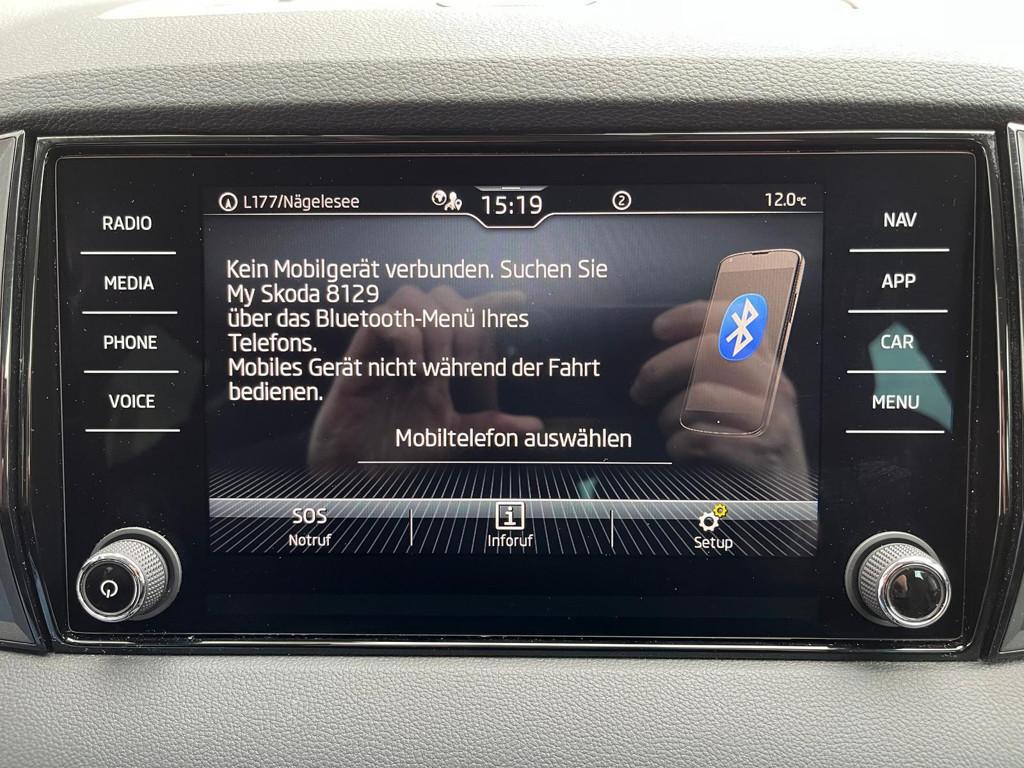 L177/Nägelesee 15:19 2 12.0°C
RADIO
MEDIA
PHONE
VOICE
Kein Mobilgerät verbunden. Suchen Sie
My Skoda 8129
über das Bluetooth-Menü Ihres
Telefons.
Mobiles Gerät nicht während der Fahrt
bedienen.
Mobiltelefon auswählen
SOS i
Notruf Inforuf Setup
NAV
APP
CAR
MENU